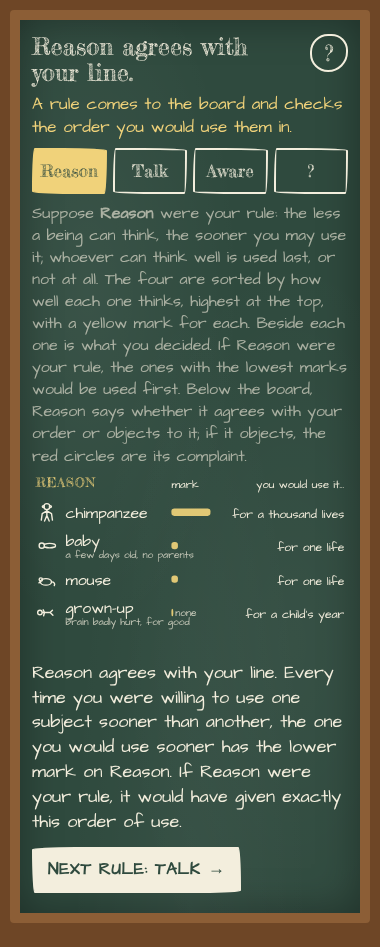 Reason agrees with
your line.
?
A rule comes to the board and checks
the order you would use them in.
Reason
Talk
Aware
?
Suppose Reason were your rule: the less
a being can think, the sooner you may use
it; whoever can think well is used last, or
not at all. The four are sorted by how
well each one thinks, highest at the top,
with a yellow mark for each. Beside each
one is what you decided. If Reason were
your rule, the ones with the lowest marks
would be used first. Below the board,
Reason says whether it agrees with your
order or objects to it; if it objects, the
red circles are its complaint.
REASON mark you would use it..
chimpanzee for a thousand lives
baby for one life
a few days old, no parents
mouse for one life
grown-up none for a child's year
brain badly hurt, for good
Reason agrees with your line. Every
time you were willing to use one
subject sooner than another, the one
you would use sooner has the lower
mark on Reason. If Reason were
your rule, it would have given exactly
this order of use.
NEXT RULE: TALK →